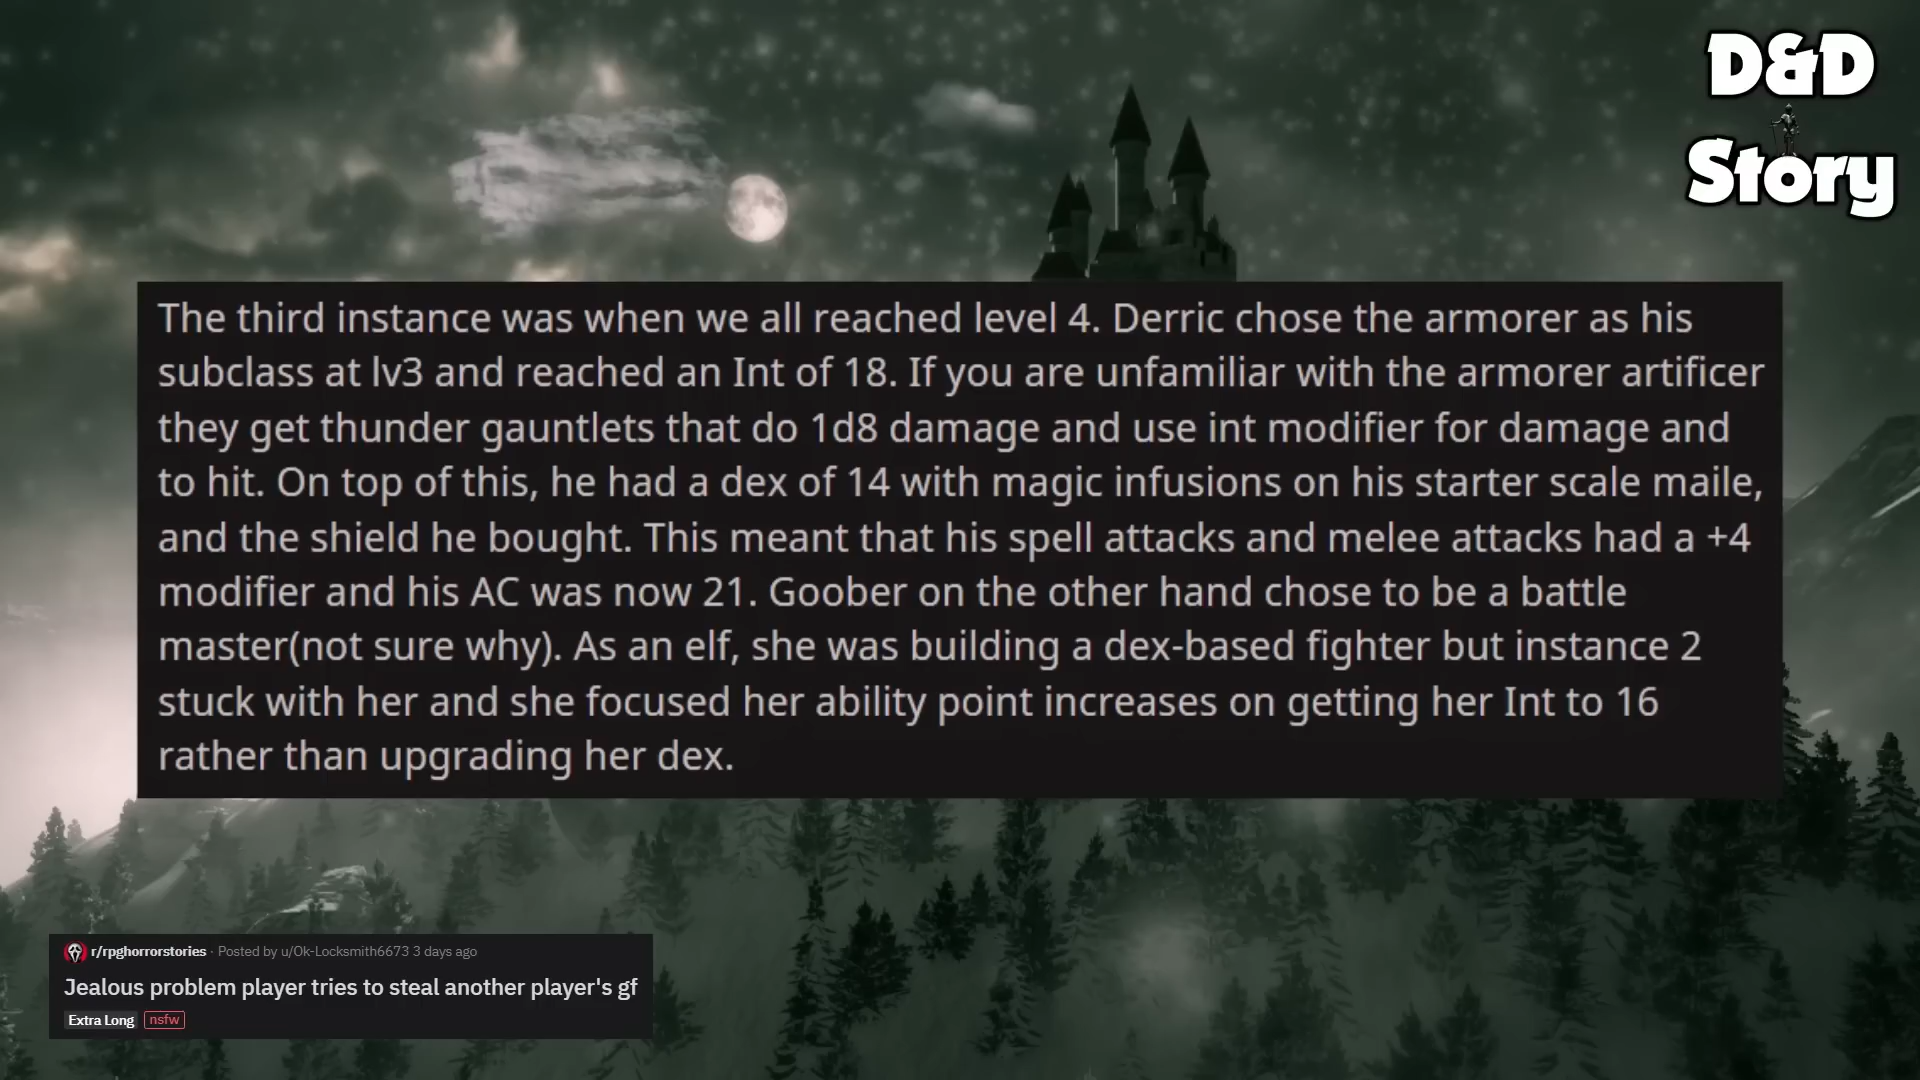 D&D
Story
The third instance was when we all reached level 4. Derric chose the armorer as his
subclass at lv3 and reached an Int of 18. If you are unfamiliar with the armorer artificer
they get thunder gauntlets that do 1d8 damage and use int modifier for damage and
to hit. On top of this, he had a dex of 14 with magic infusions on his starter scale maile,
and the shield he bought. This meant that his spell attacks and melee attacks had a +4
modifier and his AC was now 21. Goober on the other hand chose to be a battle
master(not sure why). As an elf, she was building a dex-based fighter but instance 2
stuck with her and she focused her ability point increases on getting her Int to 16
rather than upgrading her dex.
r/rpghorrorstories · Posted by u/Ok-Locksmith6673 3 days ago
Jealous problem player tries to steal another player's gf
Extra Long nsfw